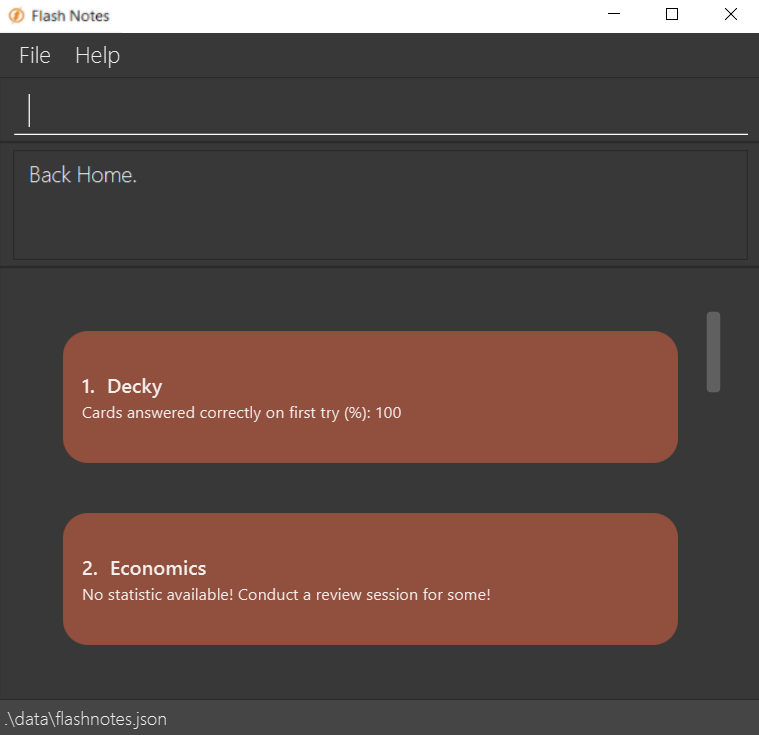 Flash Notes
File Help
Back Home.
1. Decky
Cards answered correctly on first try (%): 100
2. Economics
No statistic available! Conduct a review session for some!
.\data\flashnotes.json